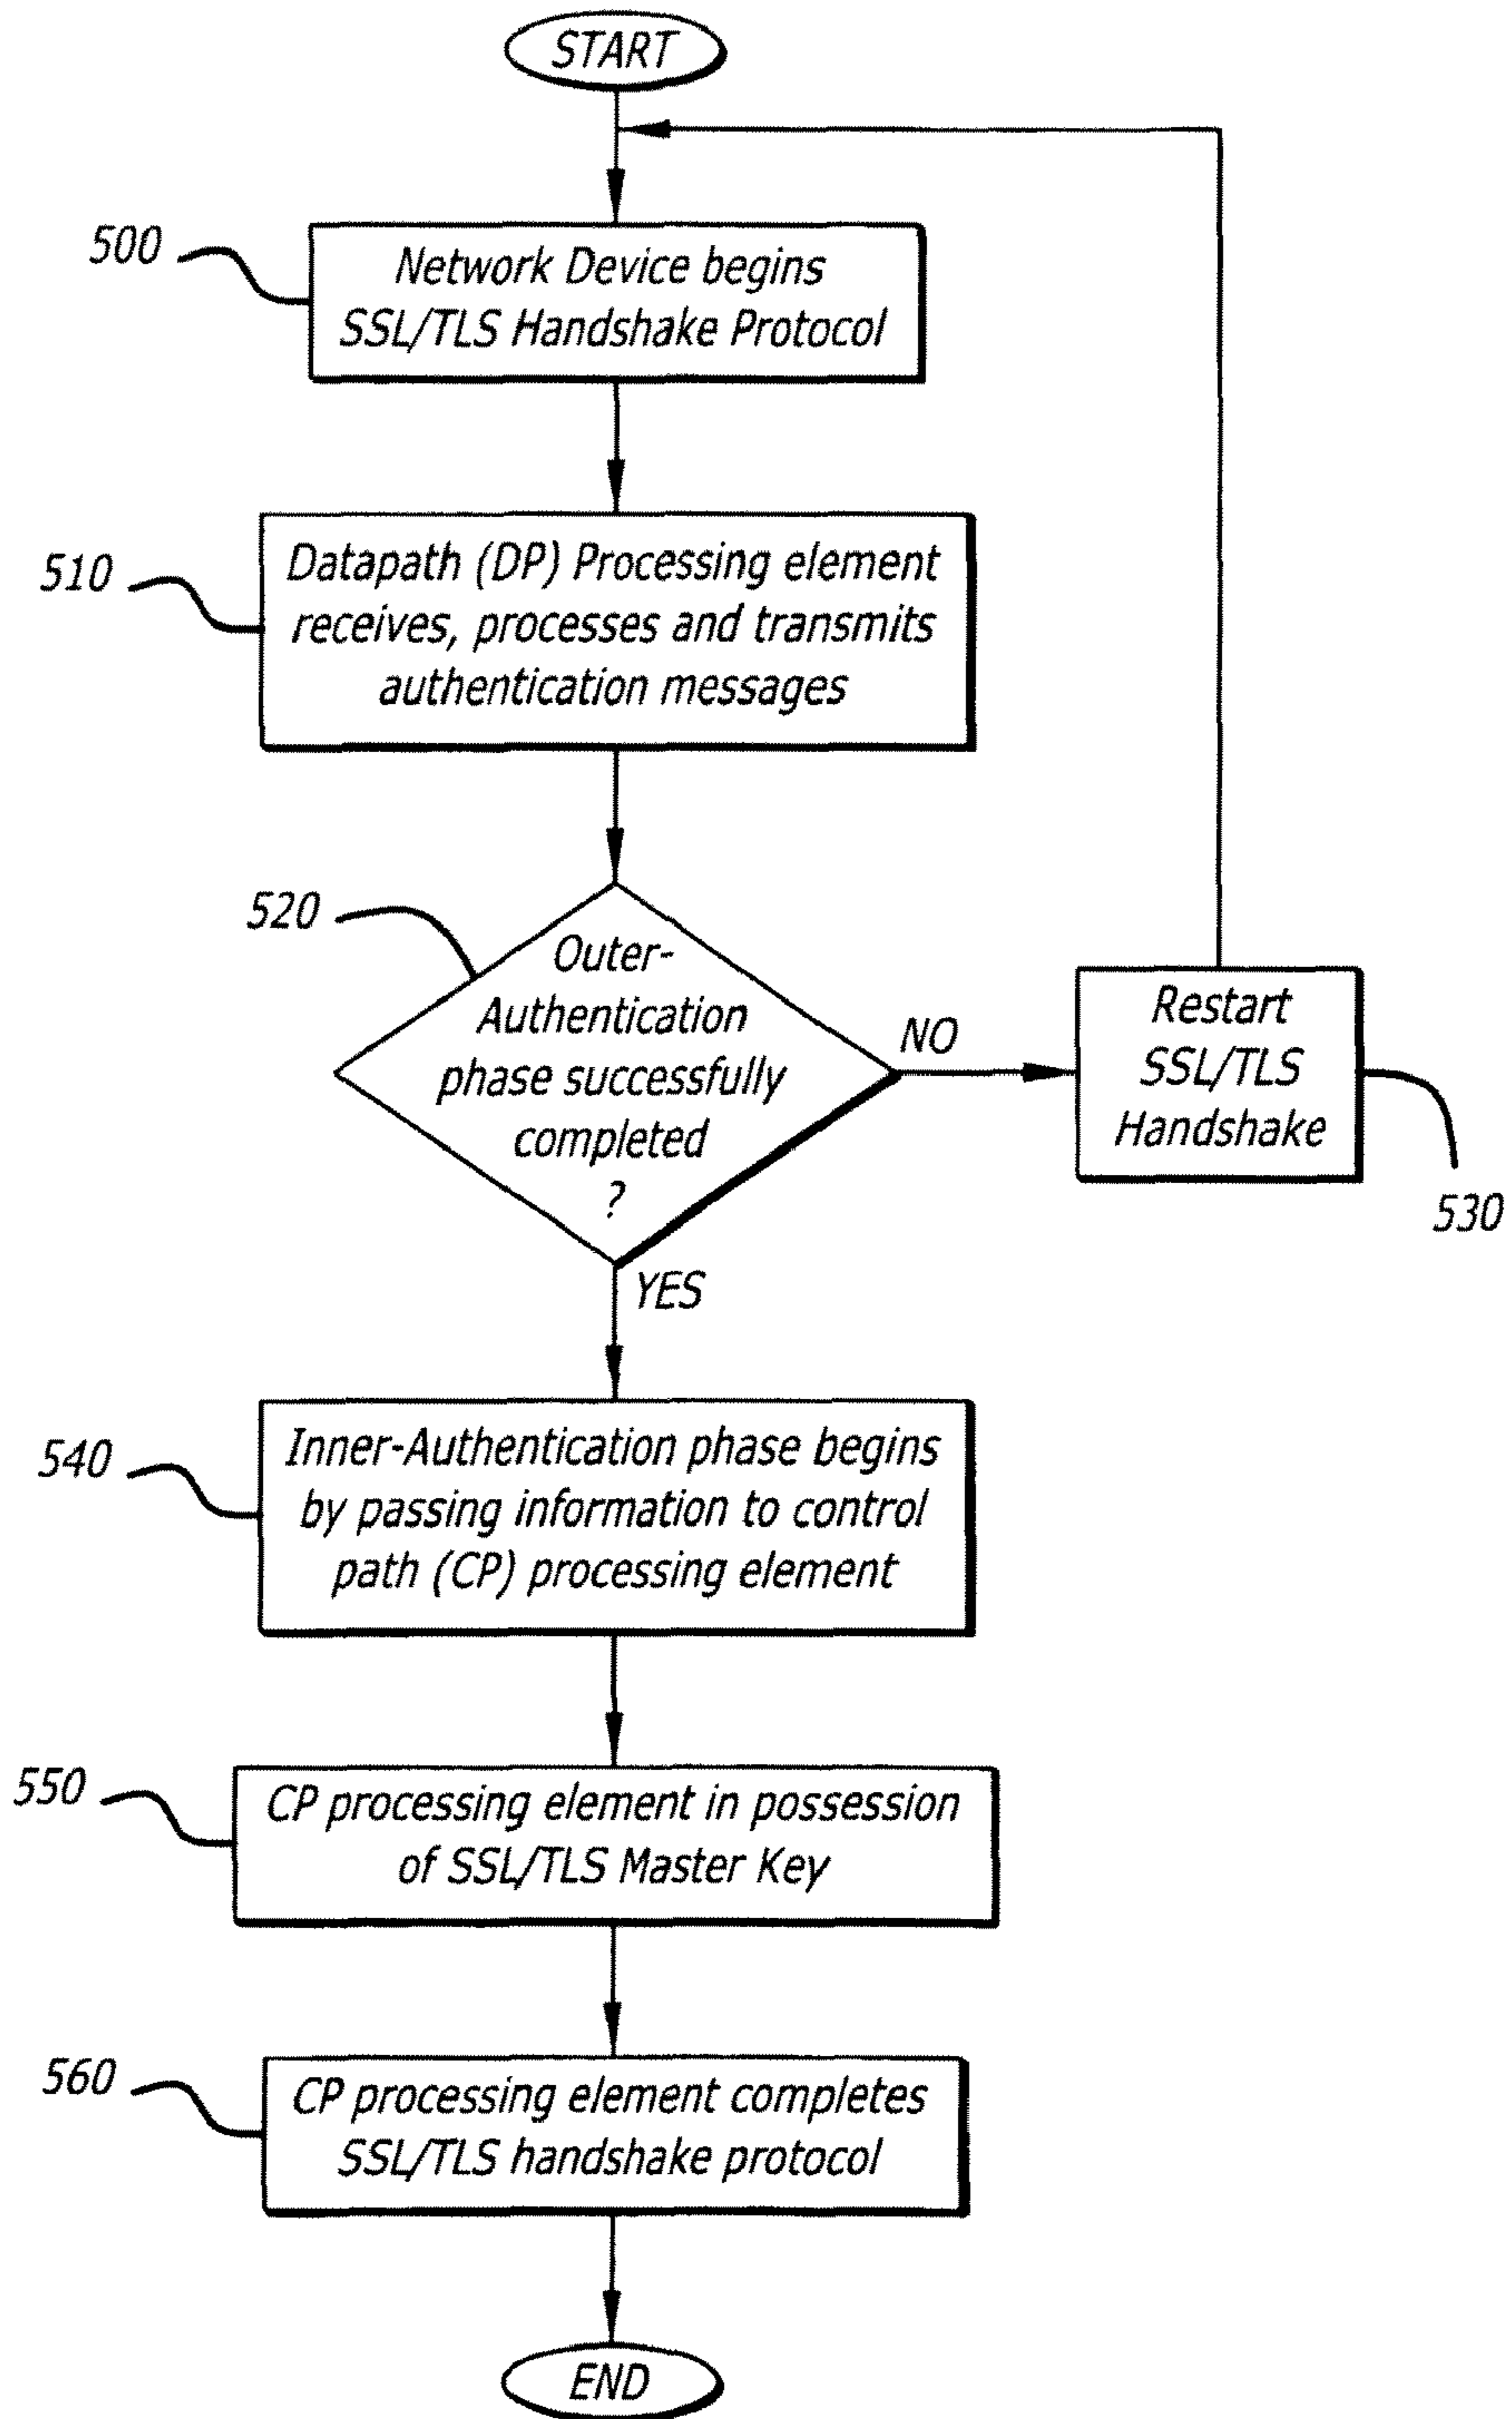 START
500
Network Device begins
SSL/TLS Handshake Protocol
510
Datapath (DP) Processing element
receives, processes and transmits
authentication messages
520
Outer-
Authentication
phase successfully
completed
?
NO
Restart
SSL/TLS
Handshake
530
YES
540
Inner-Authentication phase begins
by passing information to control
path (CP) processing element
550
CP processing element in possession
of SSL/TLS Master Key
560
CP processing element completes
SSL/TLS handshake protocol
END